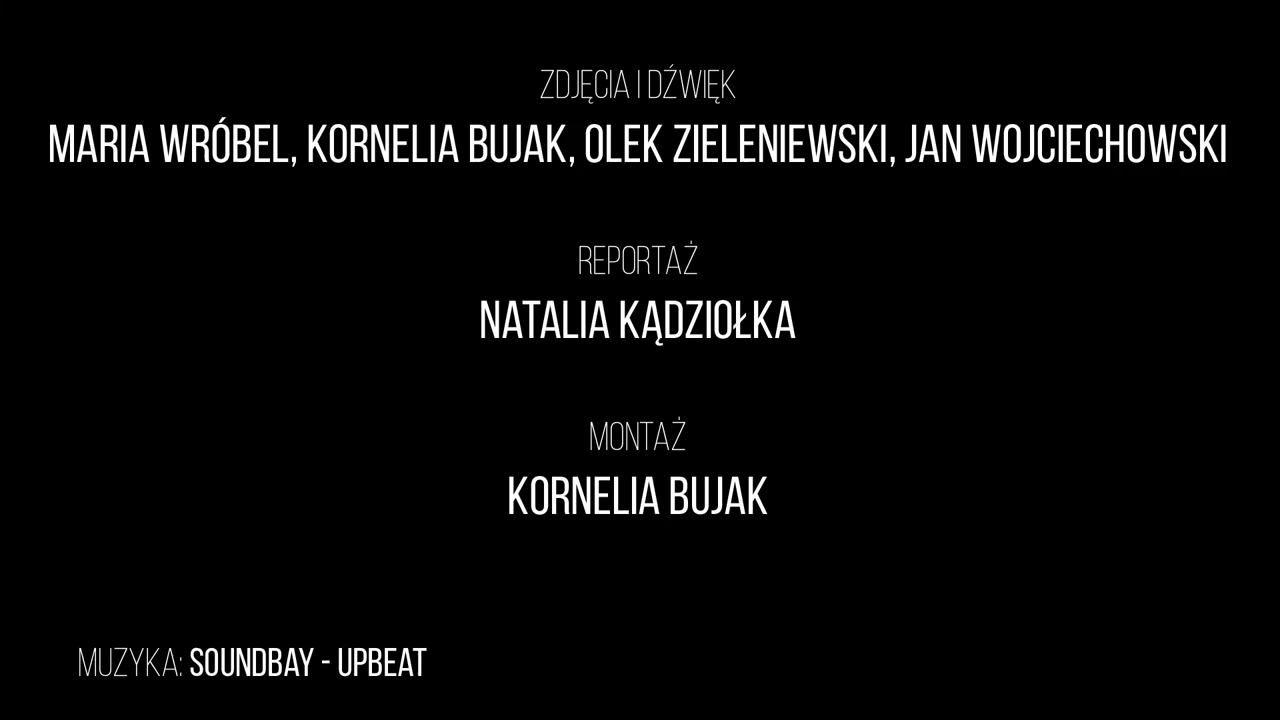 ZDJĘCIA I DŹWIĘK
MARIA WRÓBEL, KORNELIA BUJAK, OLEK ZIELENIEWSKI, JAN WOJCIECHOWSKI
REPORTAŻ
NATALIA KĄDZIOŁKA
MONTAŻ
KORNELIA BUJAK
MUZYKA: SOUNDBAY - UPBEAT